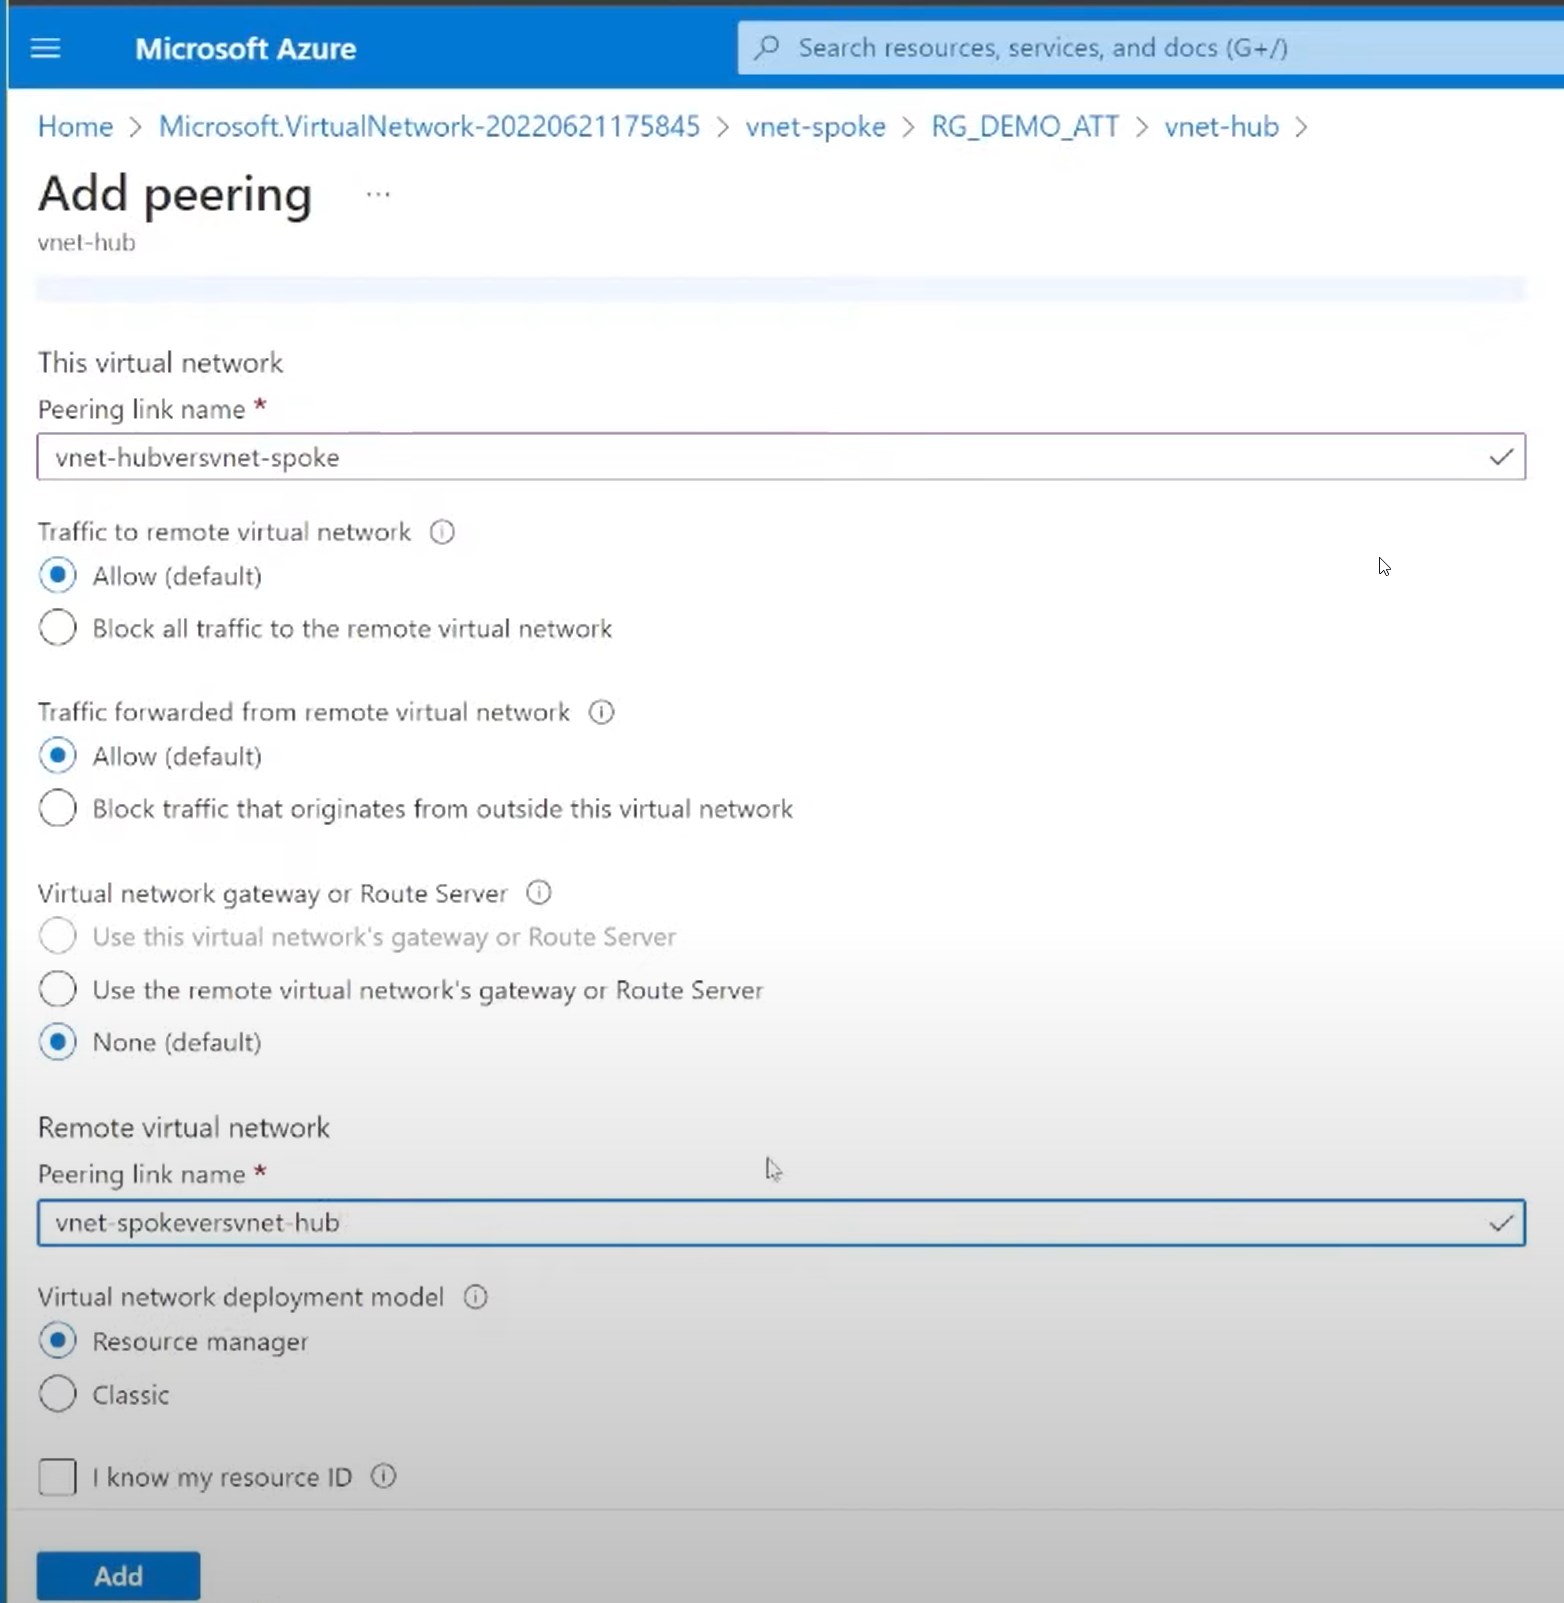 Microsoft Azure
Search resources, services, and docs (G+/)
Home > Microsoft.VirtualNetwork-20220621175845 > vnet-spoke > RG_DEMO_ATT > vnet-hub >
Add peering ...
vnet-hub
This virtual network
Peering link name *
vnet-hubversvnet-spoke
Traffic to remote virtual network
Allow (default)
Block all traffic to the remote virtual network
Traffic forwarded from remote virtual network
Allow (default)
Block traffic that originates from outside this virtual network
Virtual network gateway or Route Server
Use this virtual network's gateway or Route Server
Use the remote virtual network's gateway or Route Server
None (default)
Remote virtual network
Peering link name *
vnet-spokeversvnet-hub
Virtual network deployment model
Resource manager
Classic
I know my resource ID
Add